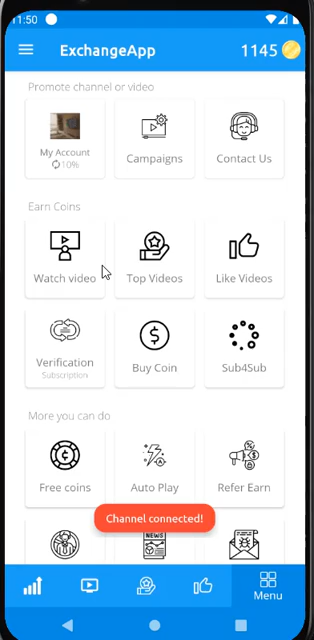 11:50
ExchangeApp
1145
Promote channel or video
My Account
10%
Campaigns
Contact Us
Earn Coins
Watch video
Top Videos
Like Videos
Verification
Subscription
Buy Coin
Sub4Sub
More you can do
Free coins
Auto Play
Refer Earn
NEWS
Channel connected!
Menu